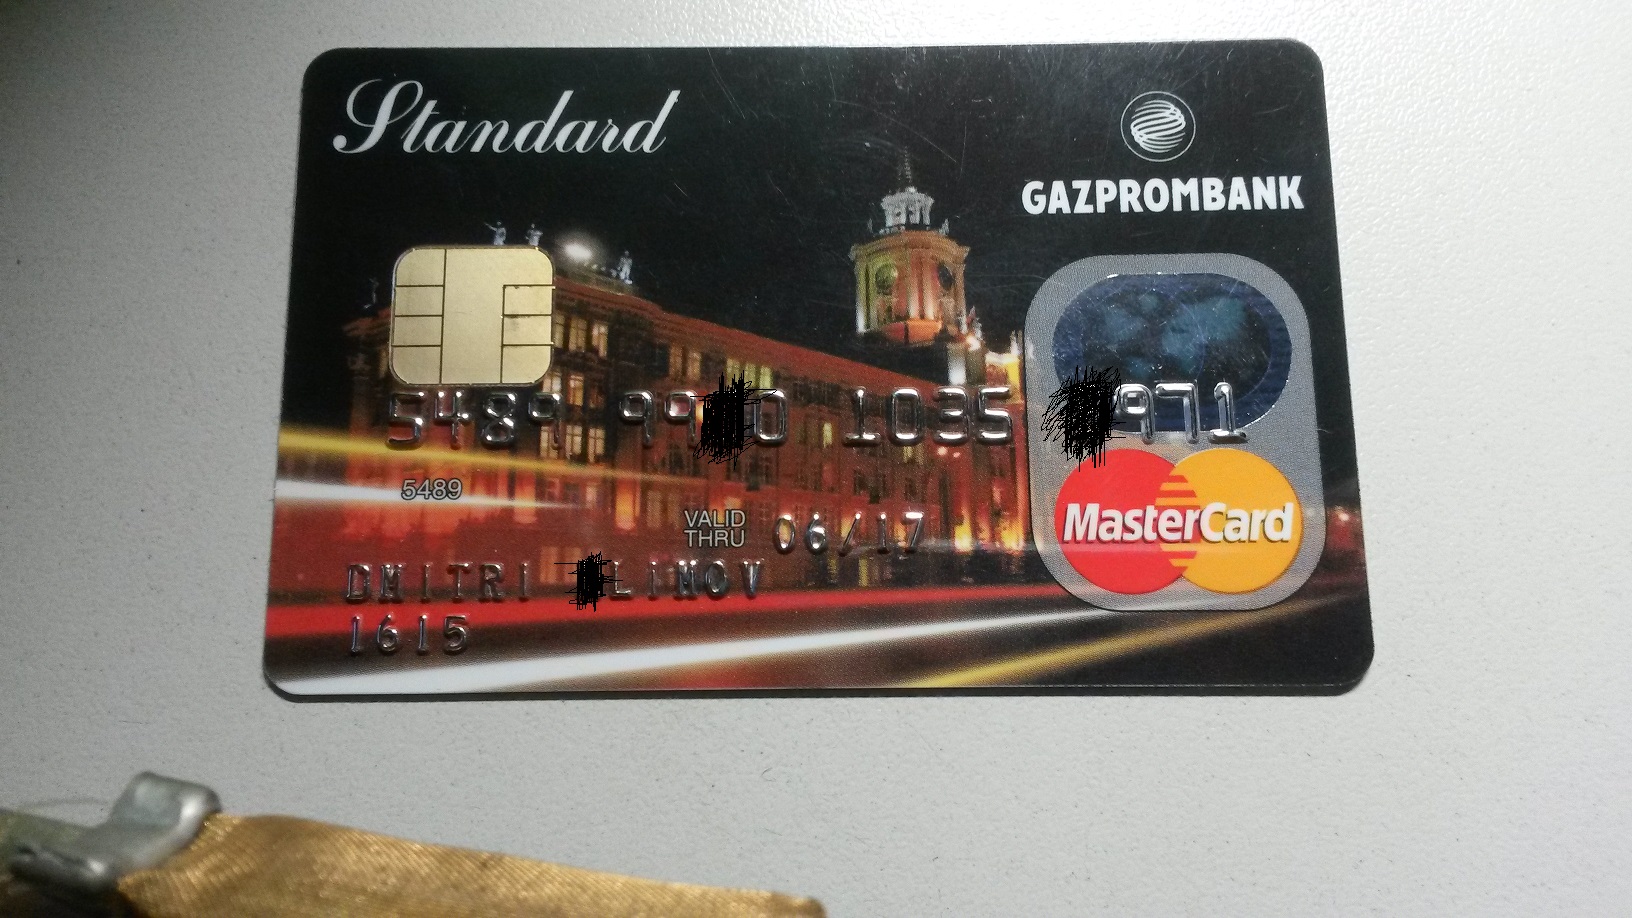 Standard
GAZPROMBANK
5489 1035
5489
VALID
THRU 06/17
DMITRI
1615
MasterCard